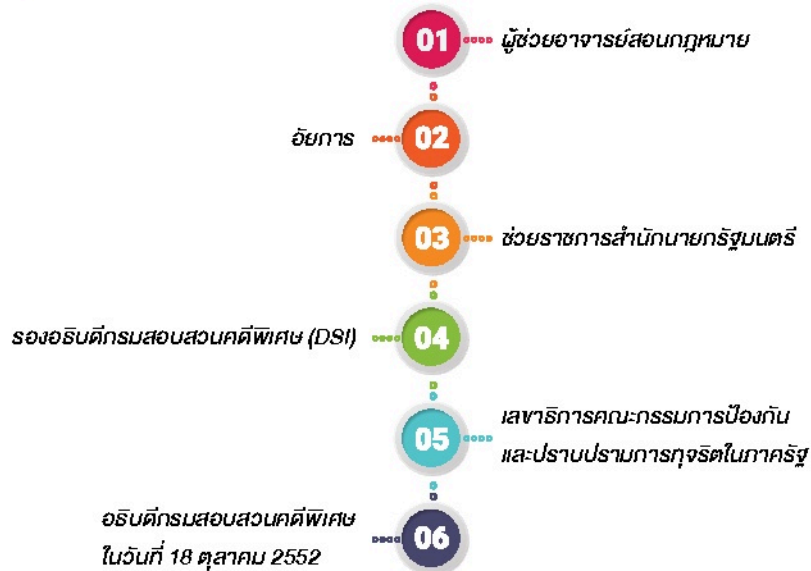 01
ผู้ช่วยอาจารย์สอนกฎหมาย
อัยการ
02
03
ช่วยราชการสำนักนายกรัฐมนตรี
รองอธิบดีกรมสอบสวนคดีพิเศษ (DSI)
04
05
เลขาธิการคณะกรรมการป้องกัน
และปราบปรามการทุจริตในภาครัฐ
อธิบดีกรมสอบสวนคดีพิเศษ
ในวันที่ 18 ตุลาคม 2552
06